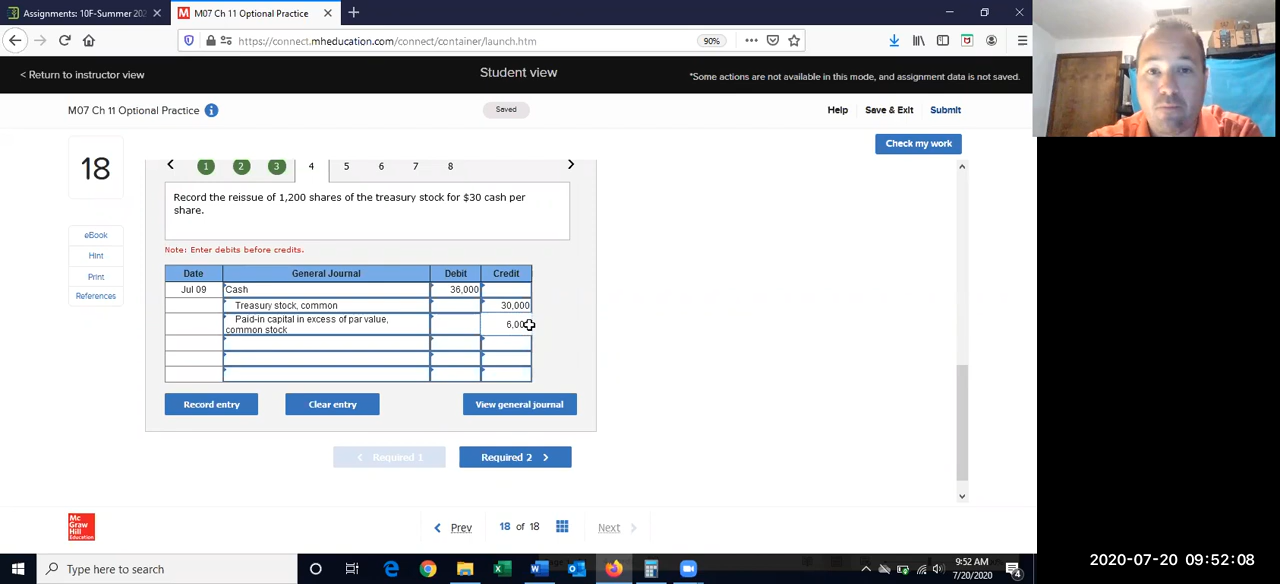 Assignments: 10F-Summer 202
M07 Ch 11 Optional Practice
https://connect.mheducation.com/connect/container/launch.htm
90%
< Return to instructor view
Student view
*Some actions are not available in this mode, and assignment data is not saved.
M07 Ch 11 Optional Practice
Saved
Help
Save & Exit
Submit
Check my work
18
1 2 3 4 5 6 7 8
eBook
Hint
Print
References
Record the reissue of 1,200 shares of the treasury stock for $30 cash per
share.
Note: Enter debits before credits.
Date General Journal Debit Credit
Jul 09 Cash 36,000
Treasury stock, common 30,000
Paid-in capital in excess of par value,
common stock
Record entry
Clear entry
View general journal
< Required 1
Required 2 >
Mc
Graw
Hill
Education
< Prev
18 of 18
Next >
Type here to search
9:52 AM
7/20/2020
4
2020-07-20 09:52:08